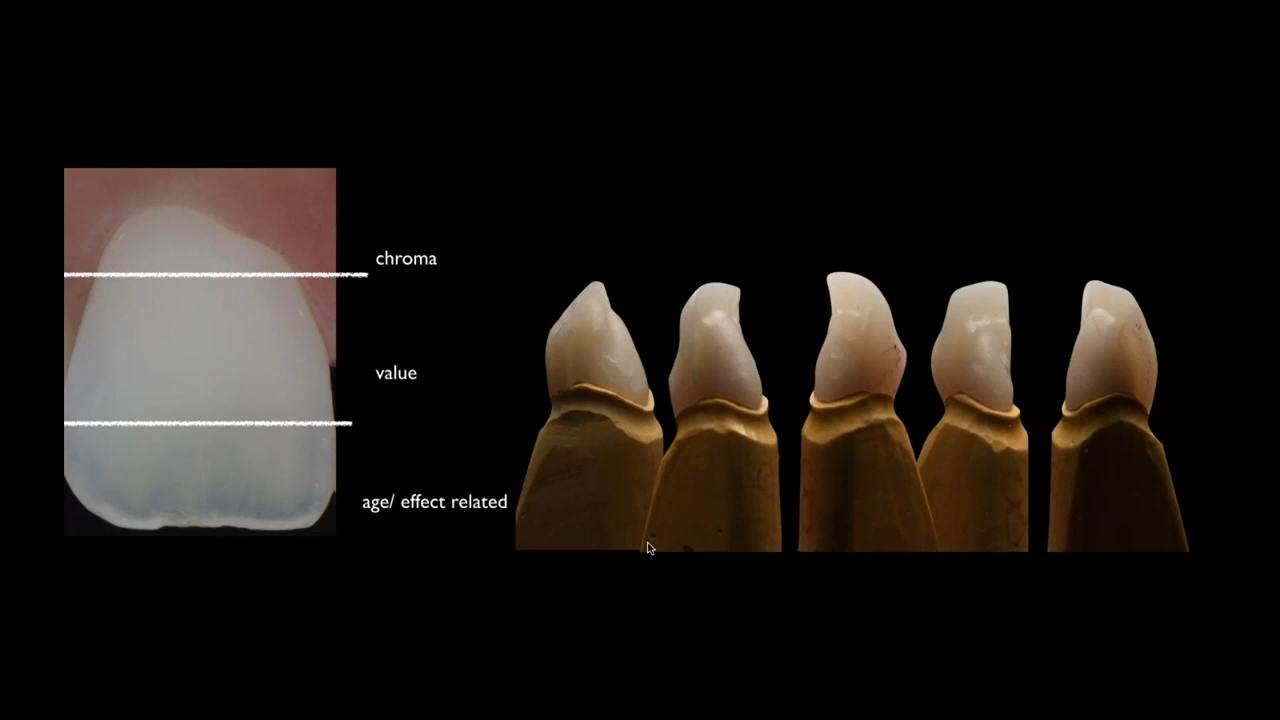 chroma
value
age/ effect related